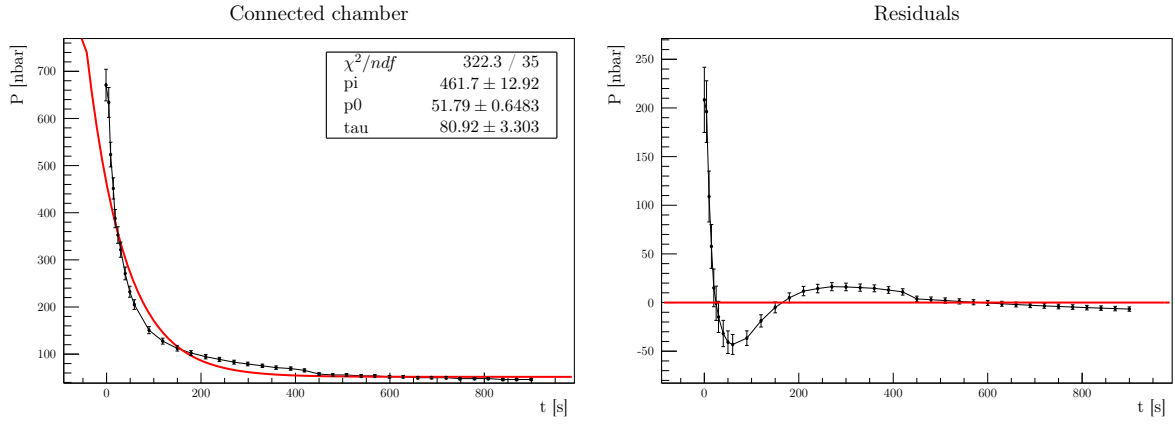 Connected chamber
P [nbar]
700
600
500
400
300
200
100
0
200
400
600
800
t [s]
χ²/ndf 322.3 / 35
pi 461.7 ± 12.92
p0 51.79 ± 0.6483
tau 80.92 ± 3.303
Residuals
P [nbar]
250
200
150
100
50
0
-50
0
200
400
600
800
t [s]